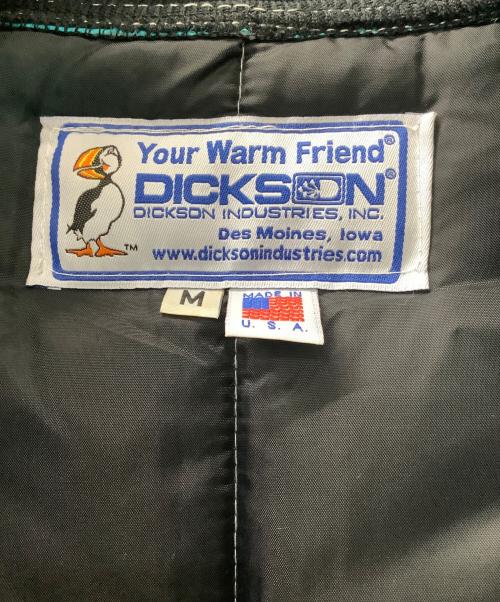 Your Warm Friend®
DICKSON®
DICKSON INDUSTRIES, INC.
Des Moines, Iowa
www.dicksonindustries.com
TM
M
MADE IN
U. S. A.